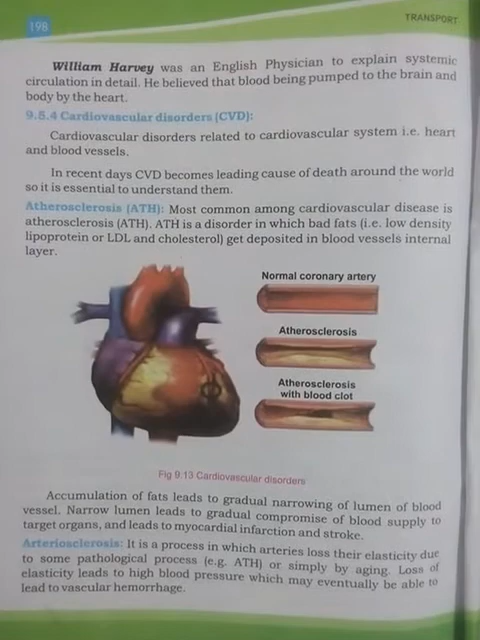 198
TRANSPORT
William Harvey was an English Physician to explain systemic
circulation in detail. He believed that blood being pumped to the brain and
body by the heart.
9.5.4 Cardiovascular disorders (CVD):
Cardiovascular disorders related to cardiovascular system i.e. heart
and blood vessels.
In recent days CVD becomes leading cause of death around the world
so it is essential to understand them.
Atherosclerosis (ATH): Most common among cardiovascular disease is
atherosclerosis (ATH). ATH is a disorder in which bad fats (i.e. low density
lipoprotein or LDL and cholesterol) get deposited in blood vessels internal
layer.
Normal coronary artery
Atherosclerosis
Atherosclerosis
with blood clot
Fig 9.13 Cardiovascular disorders
Accumulation of fats leads to gradual narrowing of lumen of blood
vessel. Narrow lumen leads to gradual compromise of blood supply to
target organs, and leads to myocardial infarction and stroke.
Arteriosclerosis: It is a process in which arteries loss their elasticity due
to some pathological process (e.g. ATH) or simply by aging. Loss of
elasticity leads to high blood pressure which may eventually be able to
lead to vascular hemorrhage.